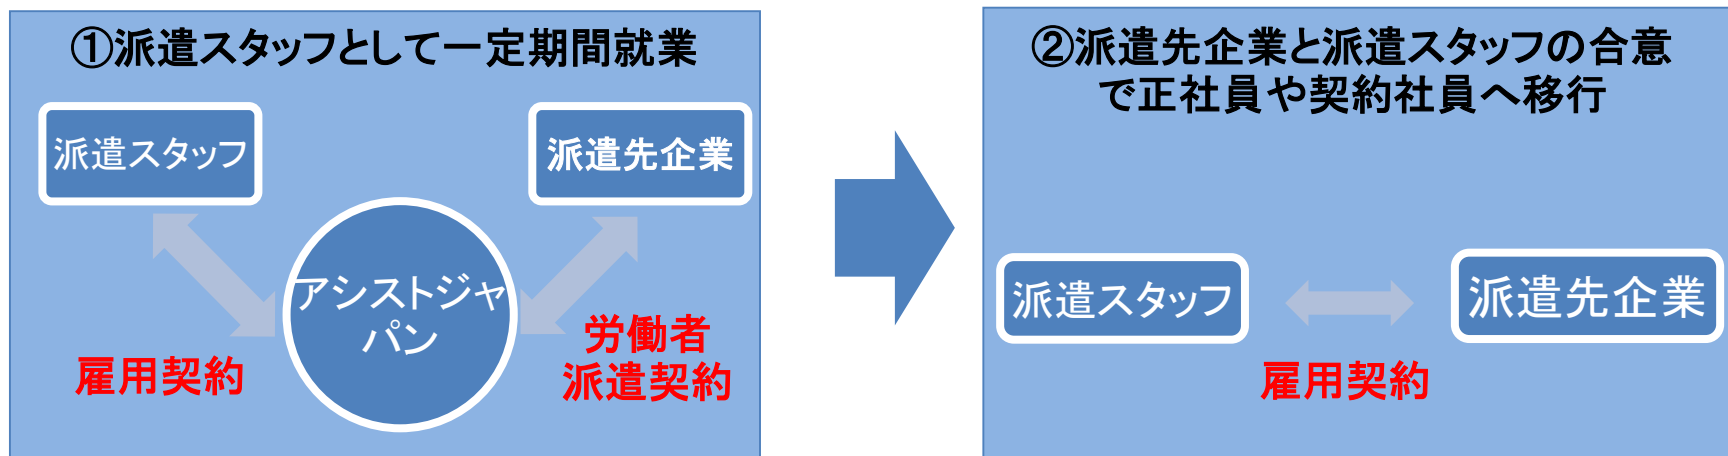 ①派遣スタッフとして一定期間就業
派遣スタッフ
派遣先企業
アシストジャ
パン
雇用契約
労働者
派遣契約
②派遣先企業と派遣スタッフの合意
で正社員や契約社員へ移行
派遣スタッフ
派遣先企業
雇用契約